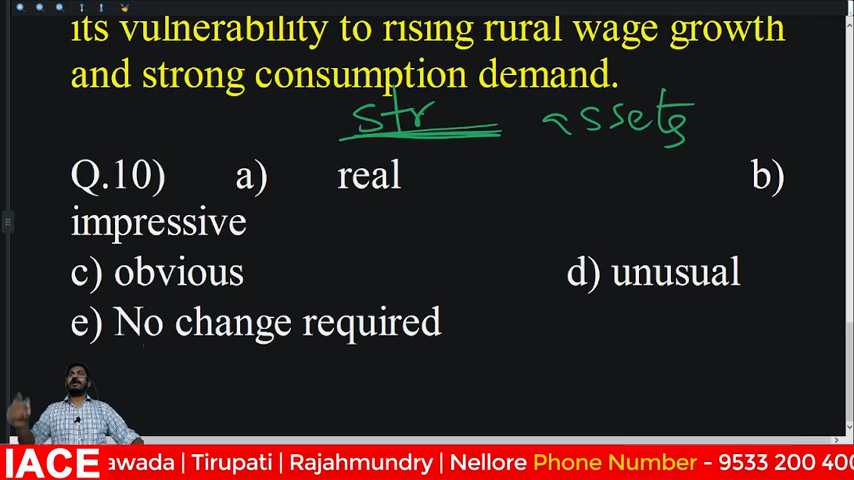 its vulnerability to rising rural wage growth
and strong consumption demand.
str assets
Q.10) a) real b)
impressive
c) obvious d) unusual
e) No change required
IACE awada | Tirupati | Rajahmundry | Nellore Phone Number - 9533 200 400